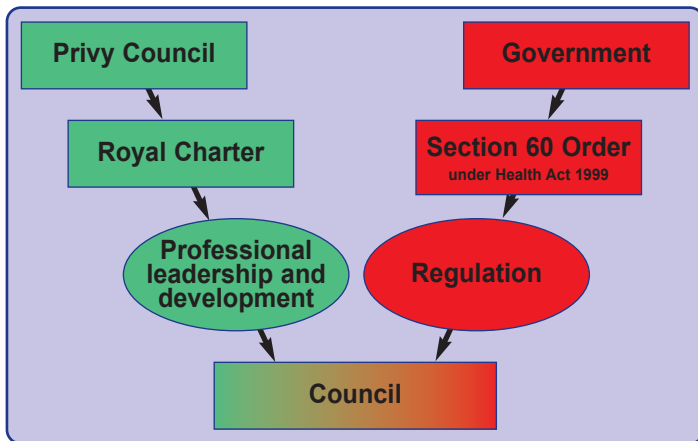 Privy Council
Government
Royal Charter
Section 60 Order
under Health Act 1999
Professional
leadership and
development
Regulation
Council